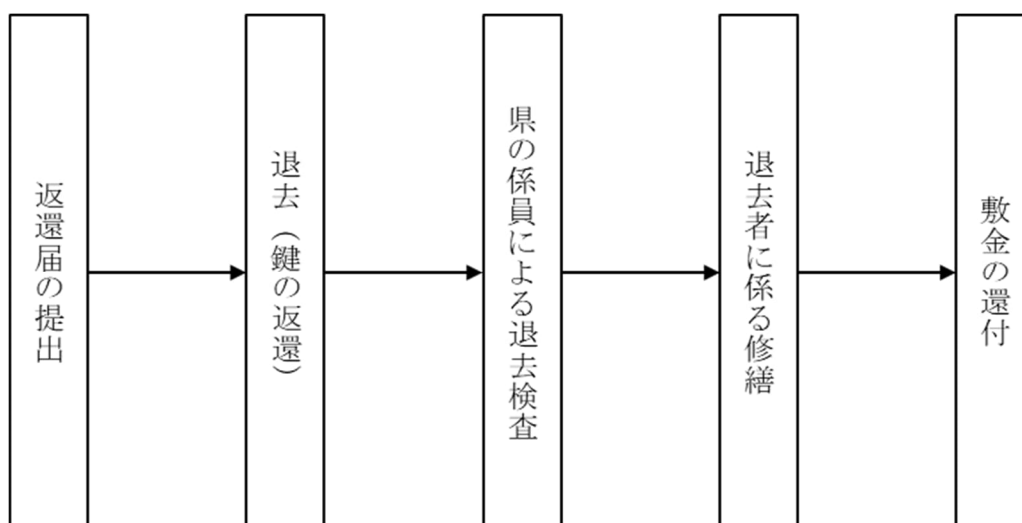 返還届の提出
退去（鍵の返還）
県の係員による退去検査
退去者に係る修繕
敷金の還付